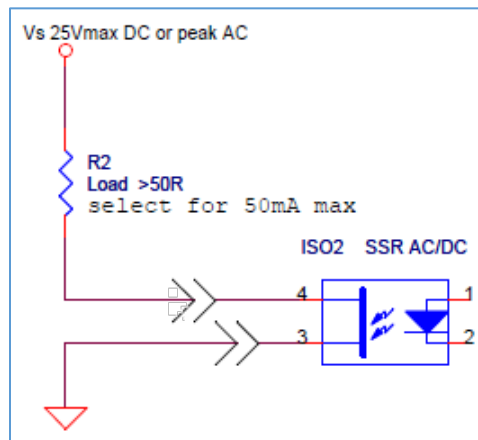 Vs 25Vmax DC or peak AC
R2
Load >50R
select for 50mA max
ISO2 SSR AC/DC
4 1
3 2